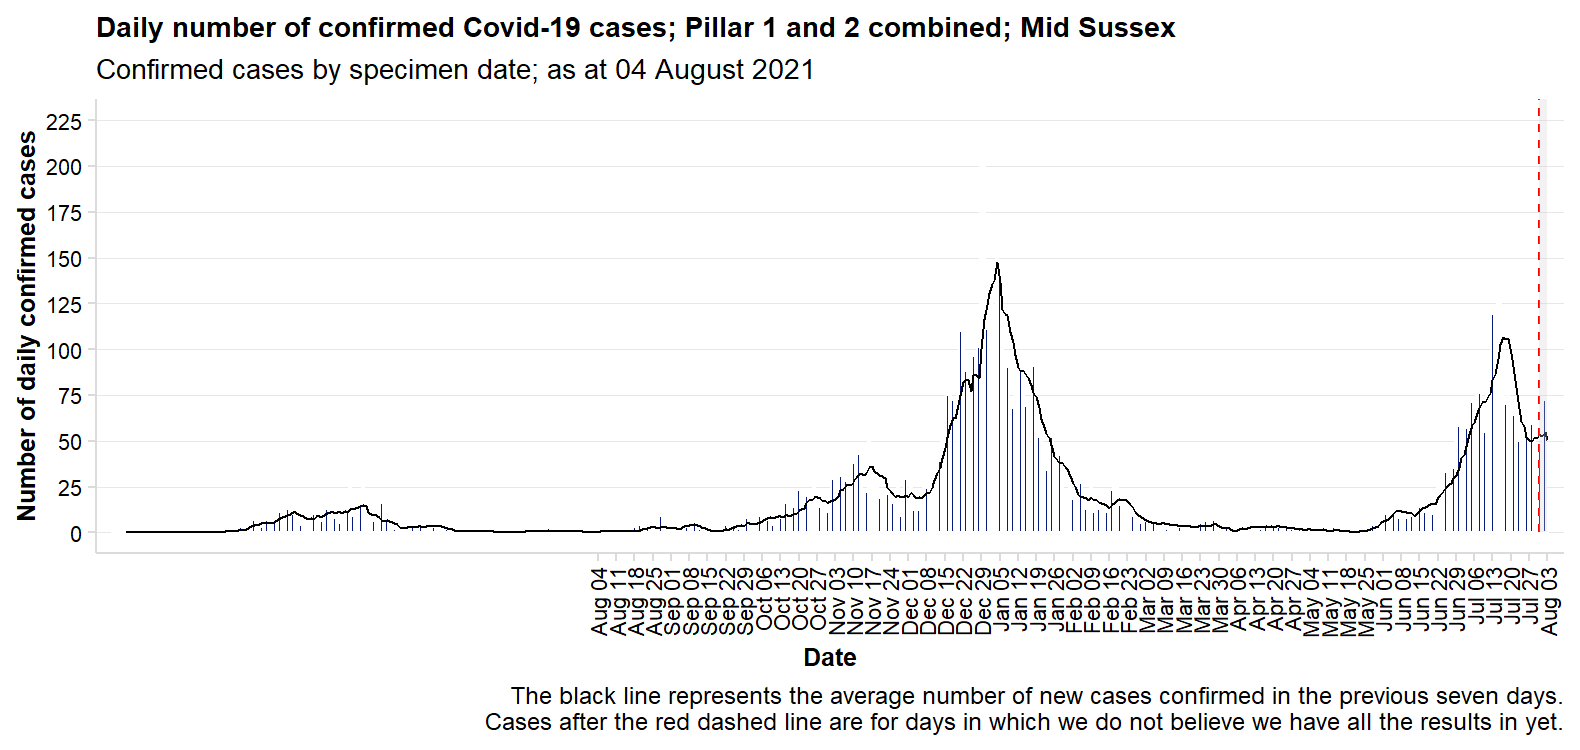 Daily number of confirmed Covid-19 cases; Pillar 1 and 2 combined; Mid Sussex
Confirmed cases by specimen date; as at 04 August 2021
Number of daily confirmed cases
225
200
175
150
125
100
75
50
25
0
Aug 04
Aug 11
Aug 18
Aug 25
Sep 01
Sep 08
Sep 15
Sep 22
Sep 29
Oct 06
Oct 13
Oct 20
Oct 27
Nov 03
Nov 10
Nov 17
Nov 24
Dec 01
Dec 08
Dec 15
Dec 22
Dec 29
Jan 05
Jan 12
Jan 19
Jan 26
Feb 02
Feb 09
Feb 16
Feb 23
Mar 02
Mar 09
Mar 16
Mar 23
Mar 30
Apr 06
Apr 13
Apr 20
Apr 27
May 04
May 11
May 18
May 25
Jun 01
Jun 08
Jun 15
Jun 22
Jun 29
Jul 06
Jul 13
Jul 20
Jul 27
Aug 03
Date
The black line represents the average number of new cases confirmed in the previous seven days.
Cases after the red dashed line are for days in which we do not believe we have all the results in yet.